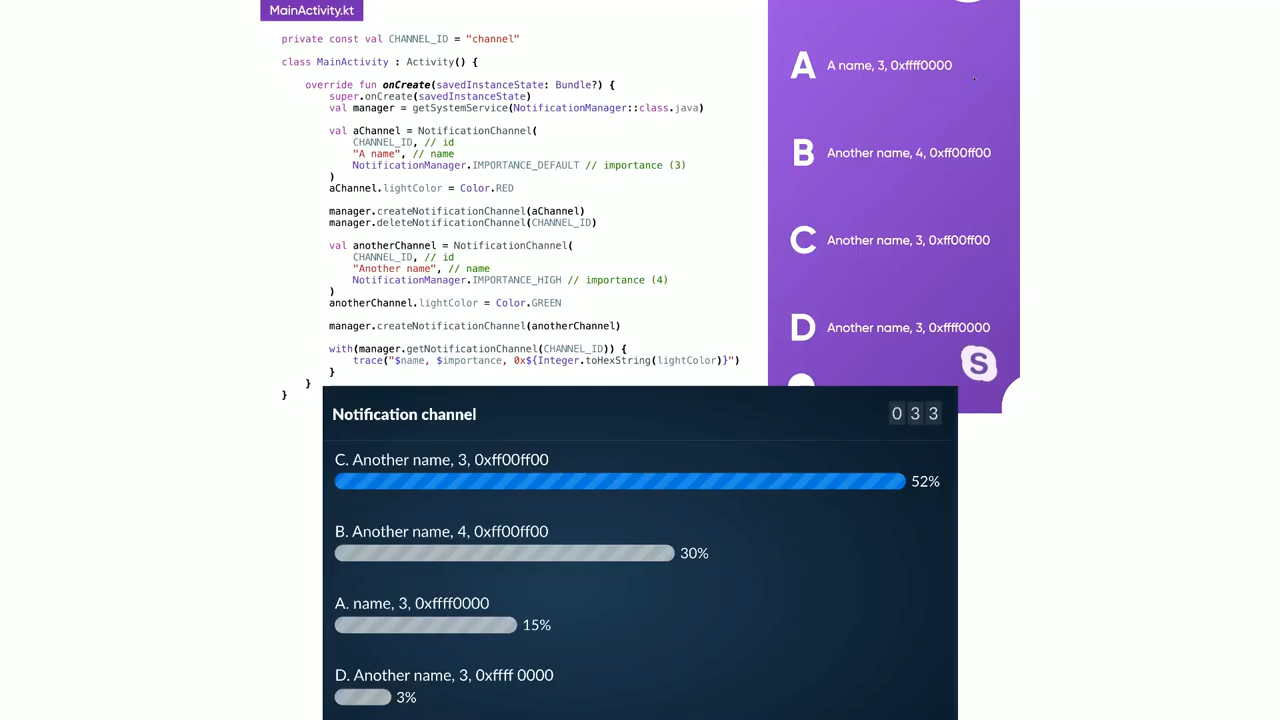 MainActivity.kt
private const val CHANNEL_ID = "channel"
class MainActivity : Activity() {
override fun onCreate(savedInstanceState: Bundle?) {
super.onCreate(savedInstanceState)
val manager = getSystemService(NotificationManager::class.java)
val aChannel = NotificationChannel(
CHANNEL_ID, // id
"A name", // name
NotificationManager.IMPORTANCE_DEFAULT // importance (3)
)
aChannel.lightColor = Color.RED
manager.createNotificationChannel(aChannel)
manager.deleteNotificationChannel(CHANNEL_ID)
val anotherChannel = NotificationChannel(
CHANNEL_ID, // id
"Another name", // name
NotificationManager.IMPORTANCE_HIGH // importance (4)
)
anotherChannel.lightColor = Color.GREEN
manager.createNotificationChannel(anotherChannel)
with(manager.getNotificationChannel(CHANNEL_ID)) {
trace("$name, $importance, 0x${Integer.toHexString(lightColor)}")
}
}
}
A A name, 3, 0xffff0000
B Another name, 4, 0xff00ff00
C Another name, 3, 0xff00ff00
D Another name, 3, 0xffff0000
S
Notification channel 033
C. Another name, 3, 0xff00ff00
52%
B. Another name, 4, 0xff00ff00
30%
A. name, 3, 0xffff0000
15%
D. Another name, 3, 0xffff 0000
3%